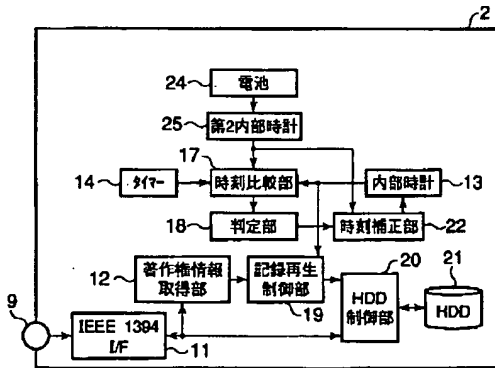 2
24
電池
25
第2内部時計
17
14
タイマー
時刻比較部
内部時計
13
18
判定部
時刻補正部
22
12
著作権情報
取得部
記録再生
制御部
19
20
HDD
制御部
21
HDD
9
IEEE 1394
I/F
11